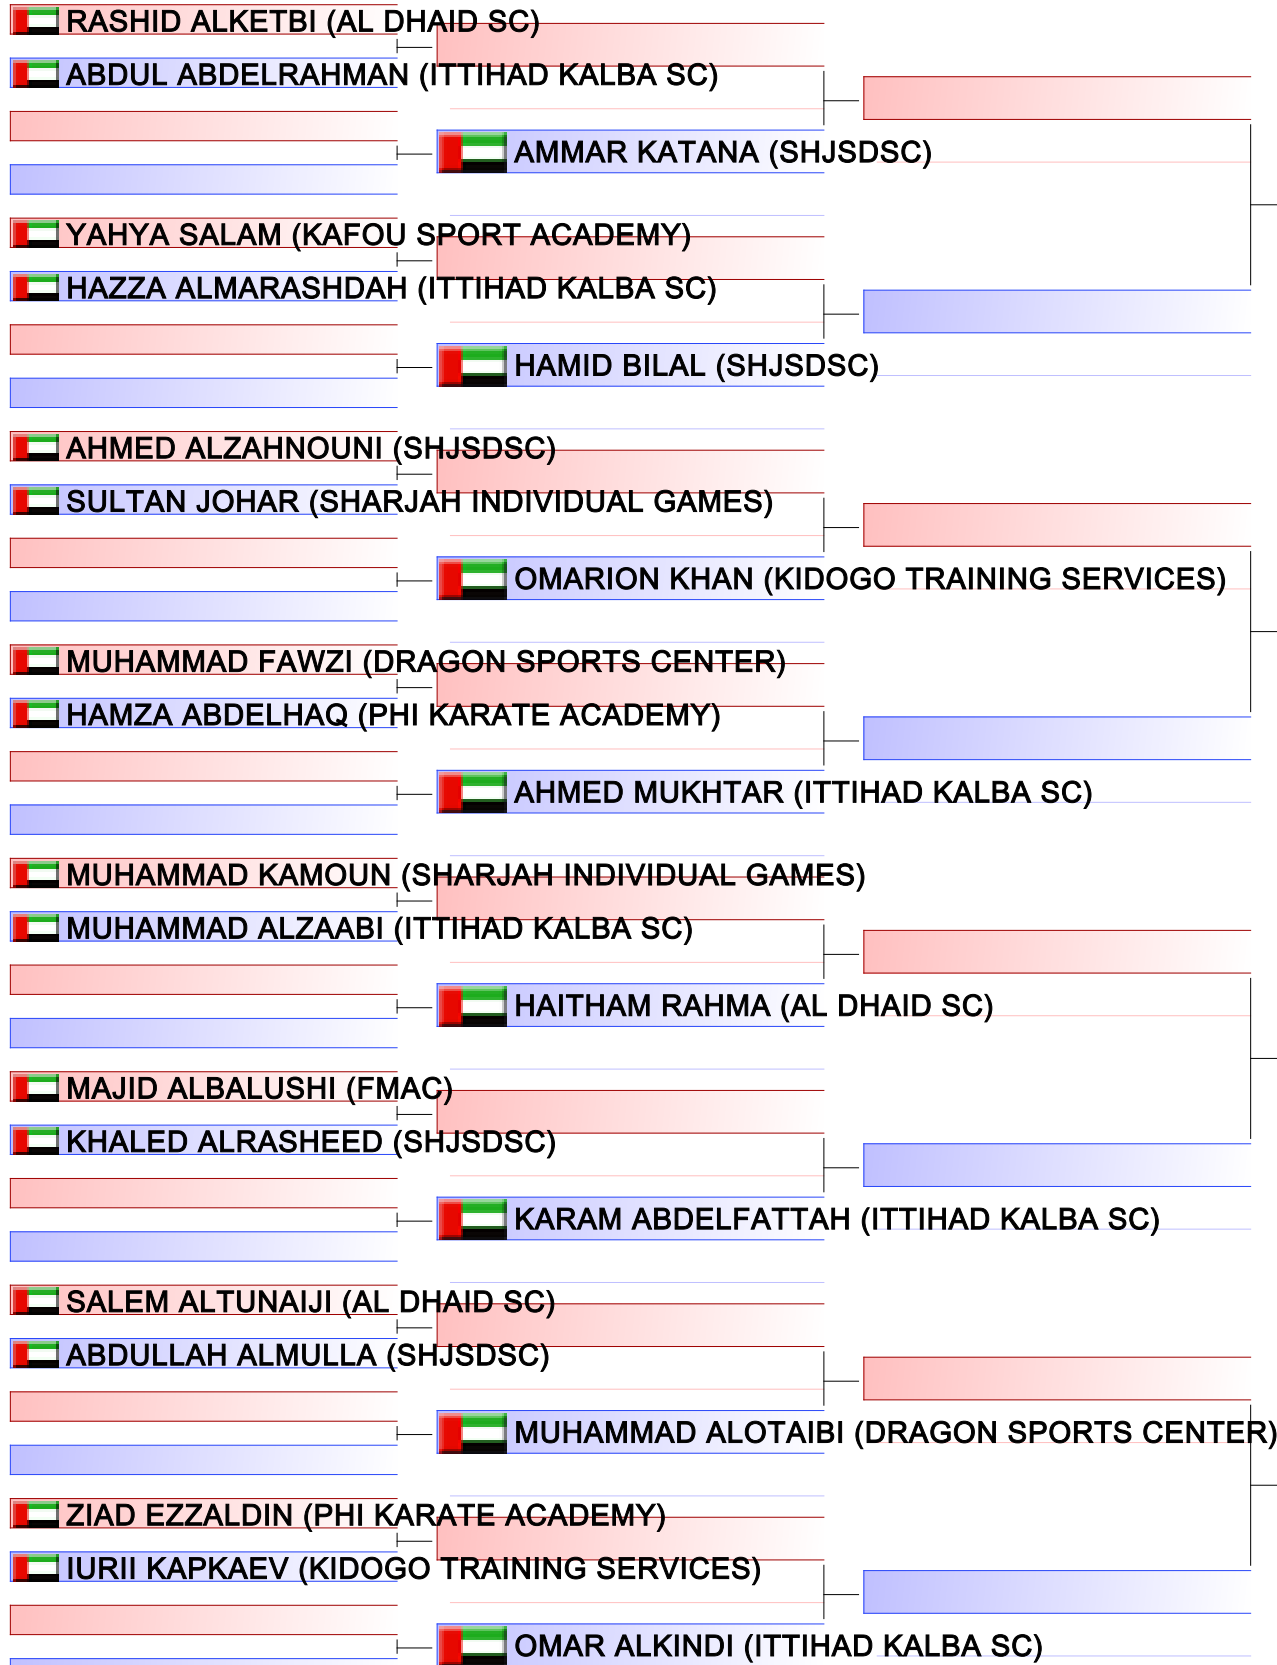 RASHID ALKETBI (AL DHAID SC)
ABDUL ABDELRAHMAN (ITTIHAD KALBA SC)
AMMAR KATANA (SHJSDSC)
YAHYA SALAM (KAFOU SPORT ACADEMY)
HAZZA ALMARASHDAH (ITTIHAD KALBA SC)
HAMID BILAL (SHJSDSC)
AHMED ALZAHNOUNI (SHJSDSC)
SULTAN JOHAR (SHARJAH INDIVIDUAL GAMES)
OMARION KHAN (KIDOGO TRAINING SERVICES)
MUHAMMAD FAWZI (DRAGON SPORTS CENTER)
HAMZA ABDELHAQ (PHI KARATE ACADEMY)
AHMED MUKHTAR (ITTIHAD KALBA SC)
MUHAMMAD KAMOUN (SHARJAH INDIVIDUAL GAMES)
MUHAMMAD ALZAABI (ITTIHAD KALBA SC)
HAITHAM RAHMA (AL DHAID SC)
MAJID ALBALUSHI (FMAC)
KHALED ALRASHEED (SHJSDSC)
KARAM ABDELFATTAH (ITTIHAD KALBA SC)
SALEM ALTUNAIJI (AL DHAID SC)
ABDULLAH ALMULLA (SHJSDSC)
MUHAMMAD ALOTAIBI (DRAGON SPORTS CENTER)
ZIAD EZZALDIN (PHI KARATE ACADEMY)
IURII KAPKAEV (KIDOGO TRAINING SERVICES)
OMAR ALKINDI (ITTIHAD KALBA SC)